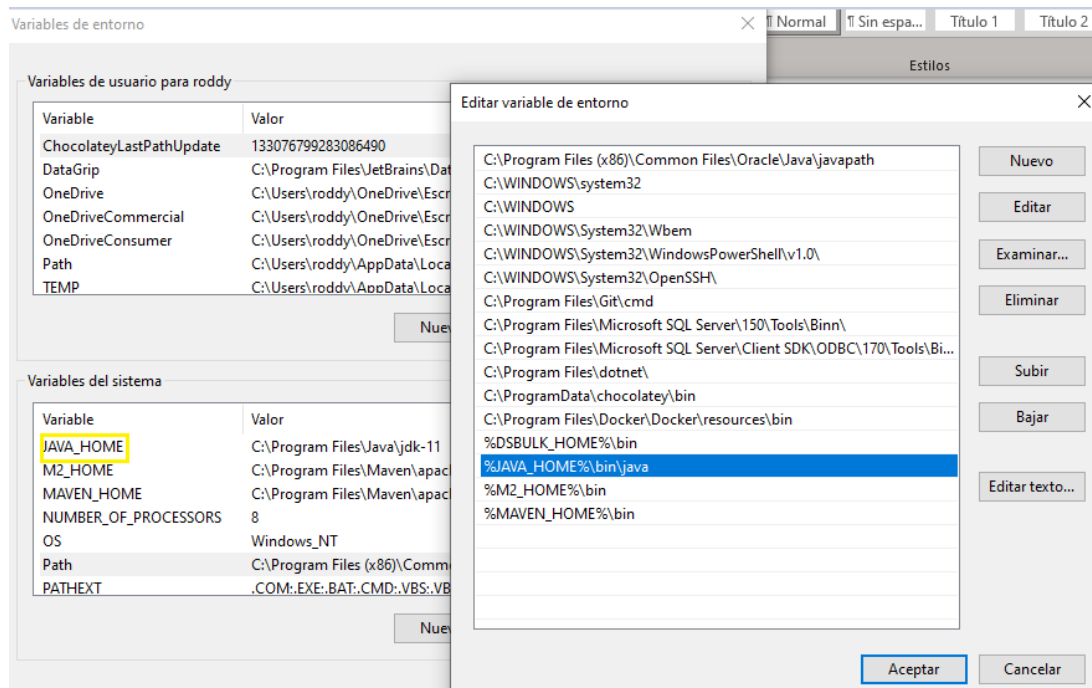 Variables de entorno
¶ Normal
¶ Sin espa...
Título 1
Título 2
Estilos
Variables de usuario para roddy
Variable Valor
ChocolateyLastPathUpdate 133076799283086490
DataGrip C:\Program Files\JetBrains\Dat
OneDrive C:\Users\roddy\OneDrive\Escr
OneDriveCommercial C:\Users\roddy\OneDrive\Escr
OneDriveConsumer C:\Users\roddy\OneDrive\Escr
Path C:\Users\roddy\AppData\Loca
TEMP C:\Users\roddy\AppData\Loca
Nuev
Variables del sistema
Variable Valor
JAVA_HOME C:\Program Files\Java\jdk-11
M2_HOME C:\Program Files\Maven\apac
MAVEN_HOME C:\Program Files\Maven\apac
NUMBER_OF_PROCESSORS 8
OS Windows_NT
Path C:\Program Files (x86)\Comm
PATHEXT .COM;.EXE;.BAT;.CMD;.VBS;.VB
Nuev
Editar variable de entorno
C:\Program Files (x86)\Common Files\Oracle\Java\javapath
C:\WINDOWS\system32
C:\WINDOWS
C:\WINDOWS\System32\Wbem
C:\WINDOWS\System32\WindowsPowerShell\v1.0\
C:\WINDOWS\System32\OpenSSH\
C:\Program Files\Git\cmd
C:\Program Files\Microsoft SQL Server\150\Tools\Binn\
C:\Program Files\Microsoft SQL Server\Client SDK\ODBC\170\Tools\Bi...
C:\Program Files\dotnet\
C:\ProgramData\chocolatey\bin
C:\Program Files\Docker\Docker\resources\bin
%DSBULK_HOME%\bin
%JAVA_HOME%\bin\java
%M2_HOME%\bin
%MAVEN_HOME%\bin
Nuevo
Editar
Examinar...
Eliminar
Subir
Bajar
Editar texto...
Aceptar
Cancelar